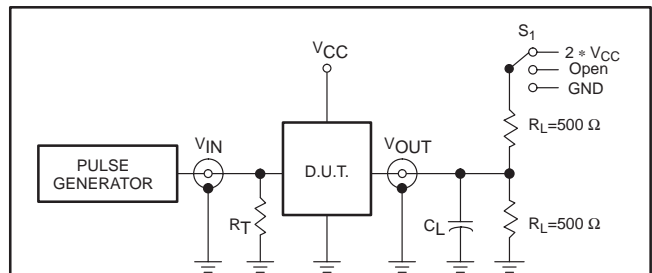 S1
2 * VCC
Open
GND
VCC
RL=500 Ω
VIN
VOUT
PULSE
GENERATOR
D.U.T.
RT
CL
RL=500 Ω